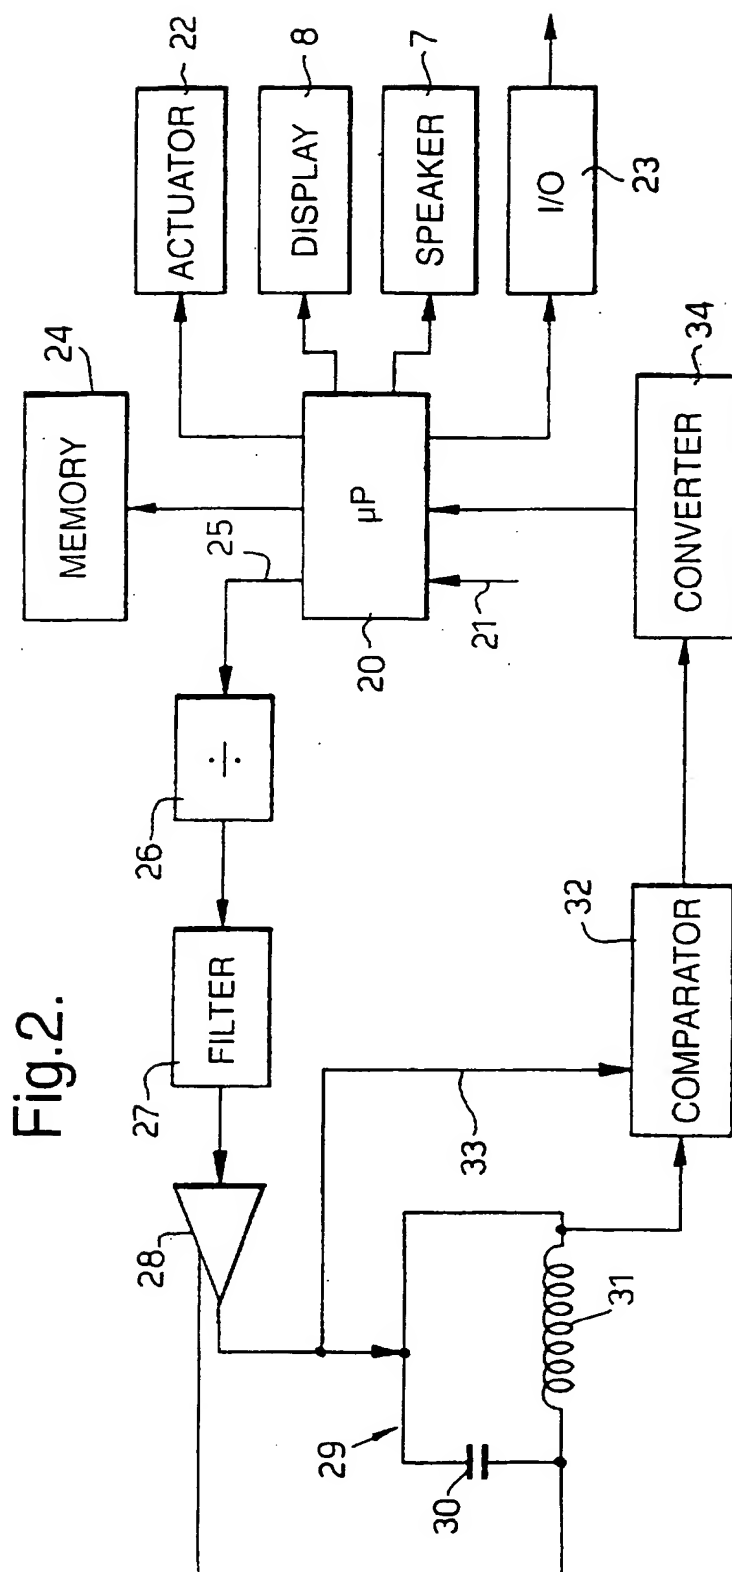 Fig.2.
28
27
FILTER
26
÷
25
MEMORY
24
ACTUATOR
22
DISPLAY
8
SPEAKER
7
I/O
23
µP
20
21
29
30
31
33
COMPARATOR
32
CONVERTER
34